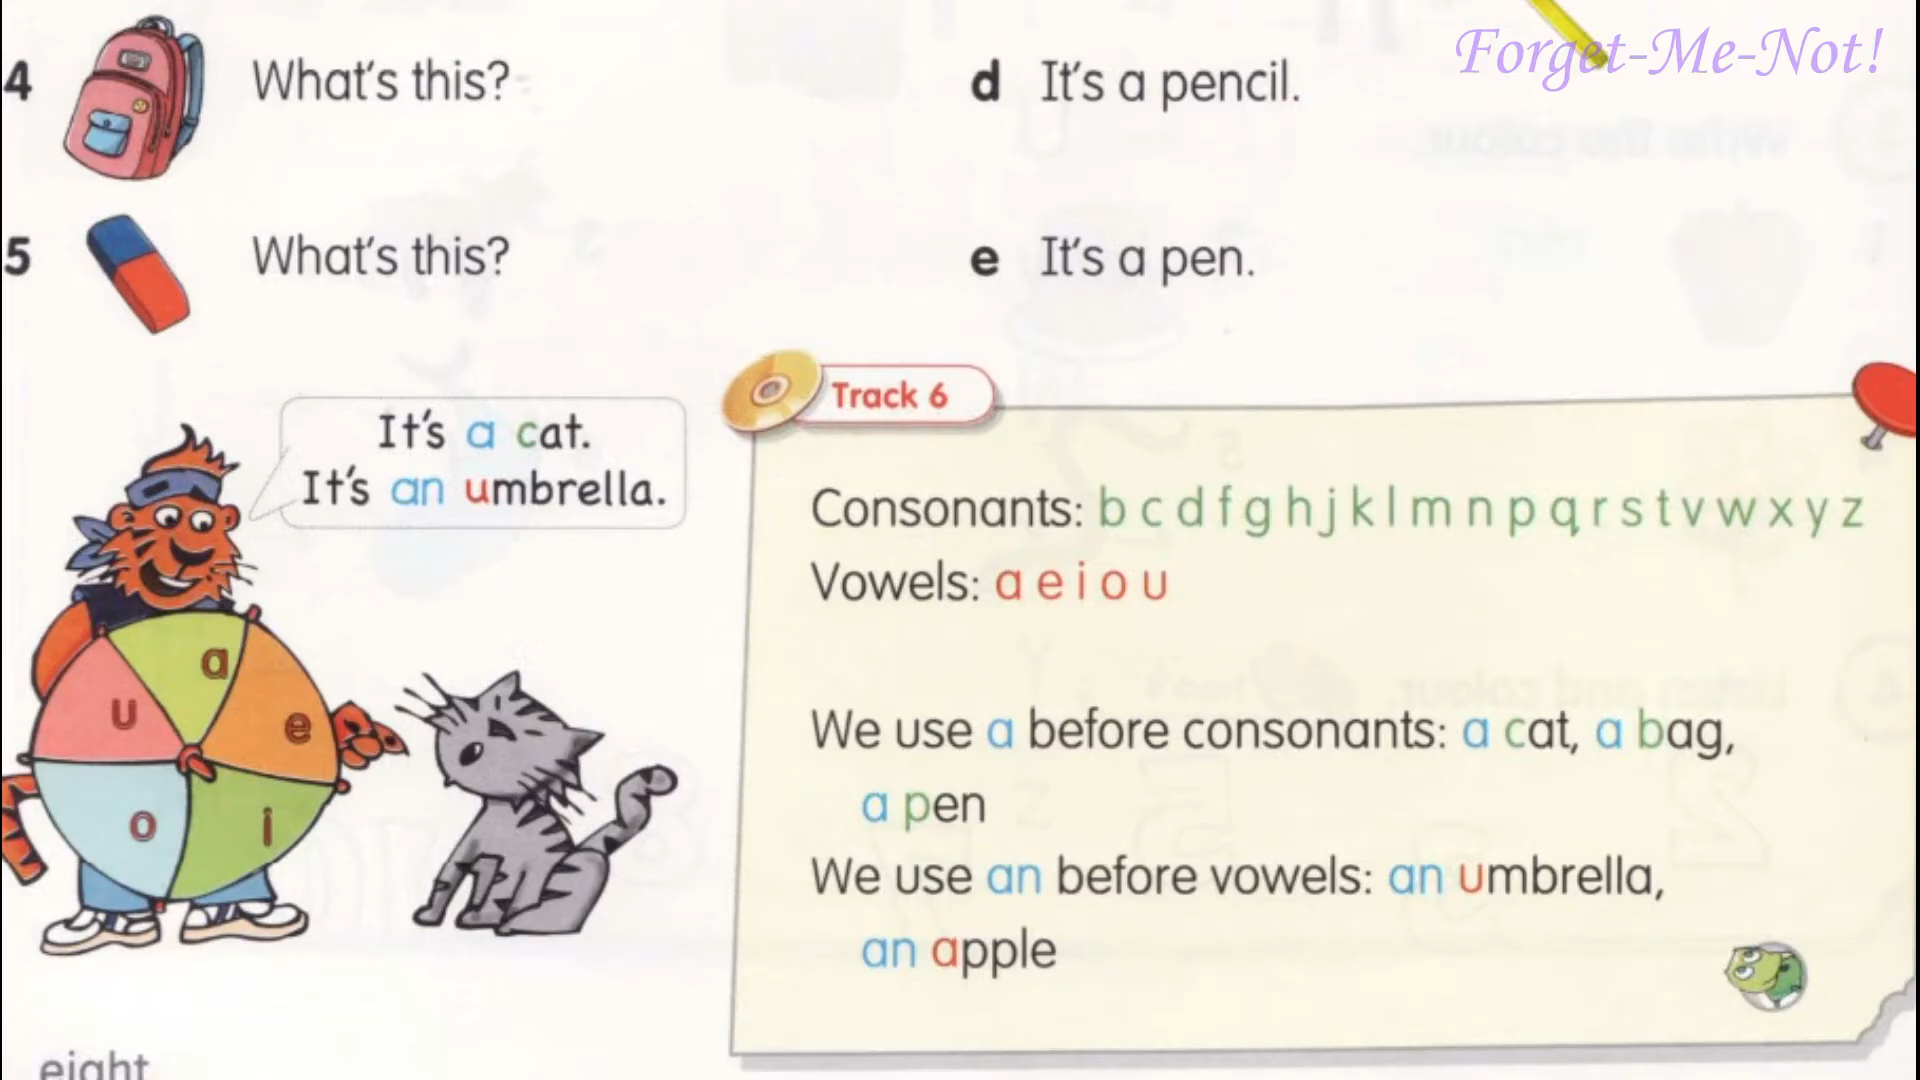 Forget-Me-Not!
4 What's this? d It's a pencil.
5 What's this? e It's a pen.
It's a cat.
It's an umbrella.
a
e
i
o
u
Track 6
Consonants: b c d f g h j k l m n p q r s t v w x y z
Vowels: a e i o u
We use a before consonants: a cat, a bag,
a pen
We use an before vowels: an umbrella,
an apple
eight